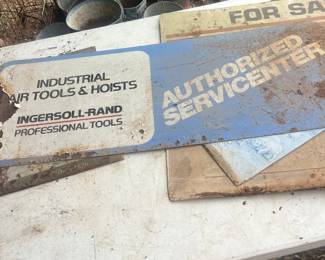 FOR SA
INDUSTRIAL
AIR TOOLS & HOISTS
INGERSOLL-RAND
PROFESSIONAL TOOLS
AUTHORIZED
SERVICENTER